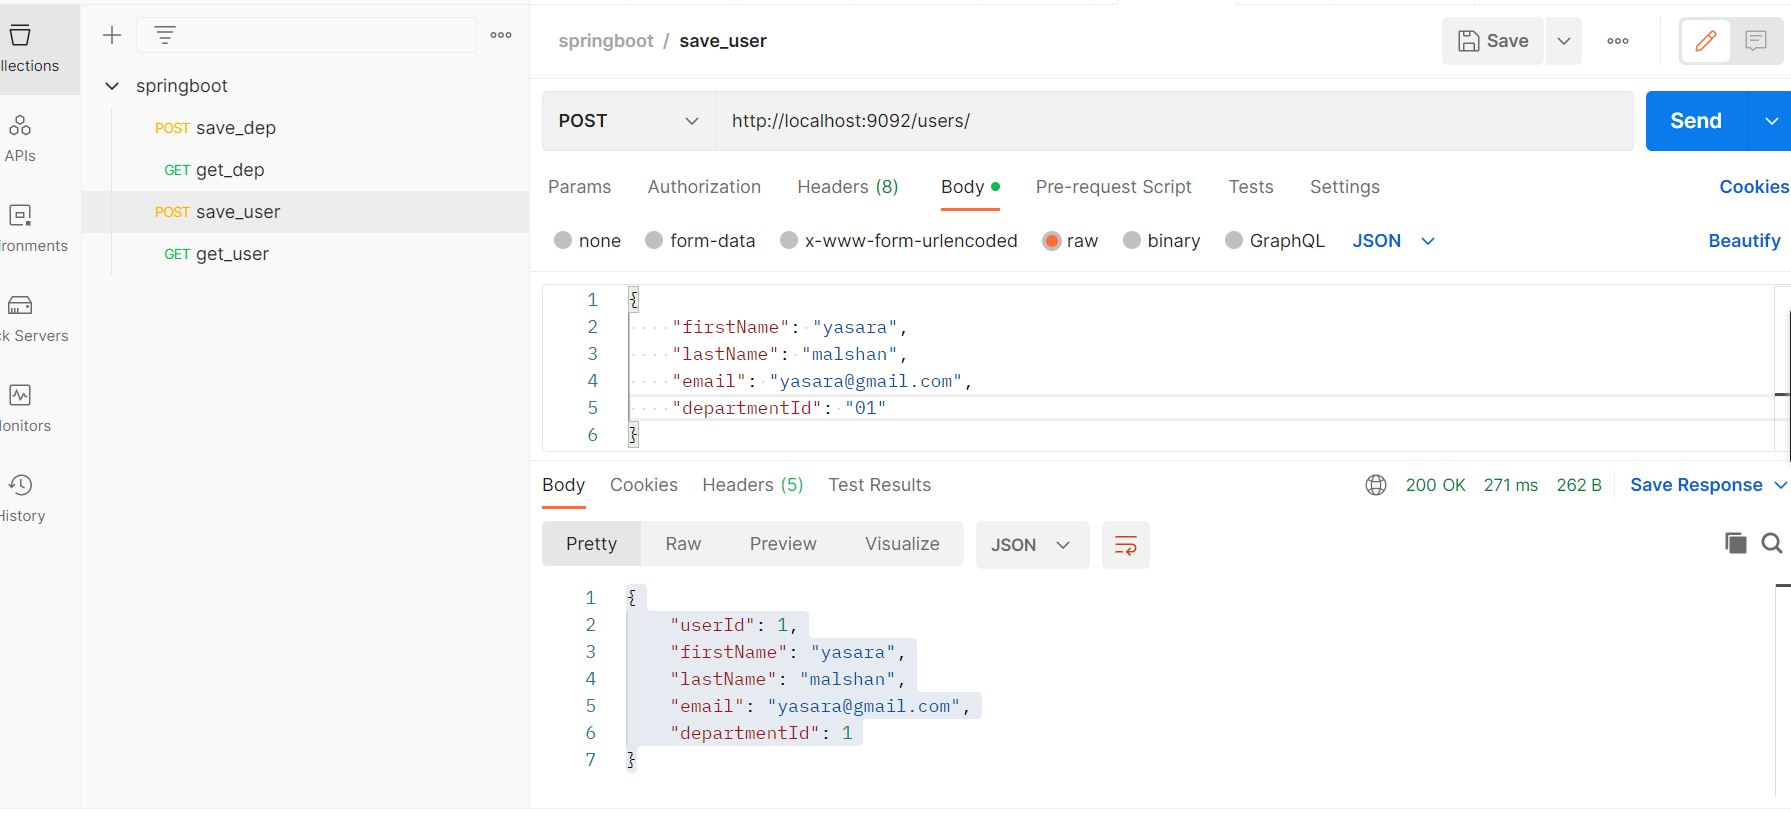 llections
APIs
ironments
k Servers
onitors
History
springboot
POST save_dep
GET get_dep
POST save_user
GET get_user
springboot / save_user
Save
POST http://localhost:9092/users/ Send
Params Authorization Headers (8) Body Pre-request Script Tests Settings Cookies
none form-data x-www-form-urlencoded raw binary GraphQL JSON Beautify
1 {
2 "firstName": "yasara",
3 "lastName": "malshan",
4 "email": "yasara@gmail.com",
5 "departmentId": "01"
6 }
Body Cookies Headers (5) Test Results 200 OK 271 ms 262 B Save Response
Pretty Raw Preview Visualize JSON
1 {
2 "userId": 1,
3 "firstName": "yasara",
4 "lastName": "malshan",
5 "email": "yasara@gmail.com",
6 "departmentId": 1
7 }